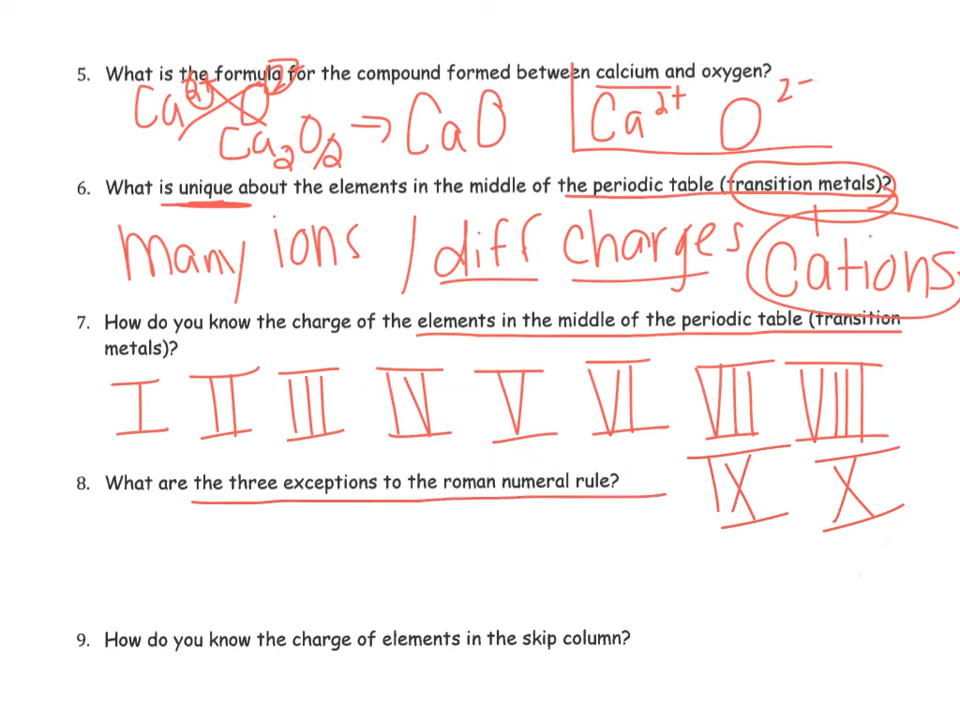 5. What is the formula for the compound formed between calcium and oxygen?
Ca2+ O2-
Ca2O2 → CaO
Ca2+ O2-
6. What is unique about the elements in the middle of the periodic table (transition metals)?
many ions / diff charges
Cations
7. How do you know the charge of the elements in the middle of the periodic table (transition
metals)?
I II III IV V VI VII VIII
IX X
8. What are the three exceptions to the roman numeral rule?
9. How do you know the charge of elements in the skip column?